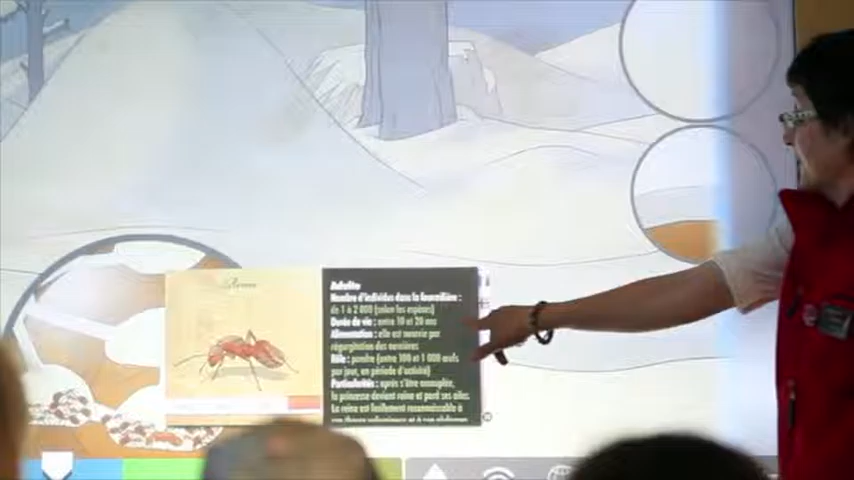 Reine
Adulte
Nombre d'individus dans la fourmilière :
de 1 à 2 000 (selon les espèces)
Durée de vie : entre 10 et 20 ans
Alimentation : elle est nourrie par
régurgitation des ouvrières
Rôle : pondre (entre 300 et 1 000 œufs
par jour, en période d'activité)
Particularités : après s'être accouplée,
la princesse devient reine et perd ses ailes.
La reine est facilement reconnaissable à